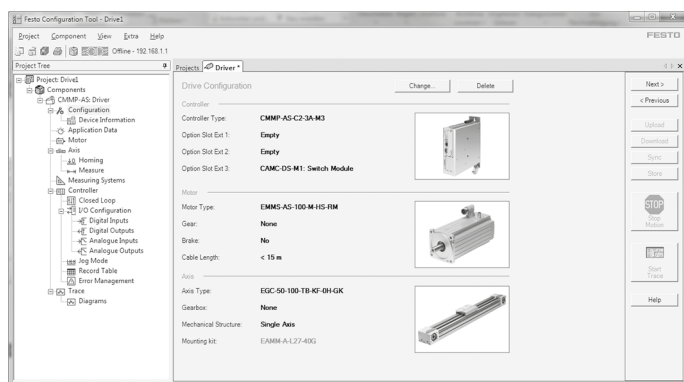 Festo Configuration Tool - Drive1
Project Component View Extra Help
FESTO
Offline - 192.168.1.1
Project Tree
Projects Driver *
Project: Drive1
Components
CMMP-AS: Driver
Configuration
Device Information
Application Data
Motor
Axis
Homing
Measure
Measuring Systems
Controller
Closed Loop
I/O Configuration
Digital Inputs
Digital Outputs
Analogue Inputs
Analogue Outputs
Jog Mode
Record Table
Error Management
Trace
Diagrams
Drive Configuration
Change... Delete
Controller
Controller Type: CMMP-AS-C2-3A-M3
Option Slot Ext 1: Empty
Option Slot Ext 2: Empty
Option Slot Ext 3: CAMC-DS-M1: Switch Module
Motor
Motor Type: EMMS-AS-100-M-HS-RM
Gear: None
Brake: No
Cable Length: < 15 m
Axis
Axis Type: EGC-50-100-TB-KF-0H-GK
Gearbox: None
Mechanical Structure: Single Axis
Mounting kit: EAMM-A-L27-40G
Next >
< Previous
Upload
Download
Sync
Store
STOP
Stop
Motion
Start
Trace
Help